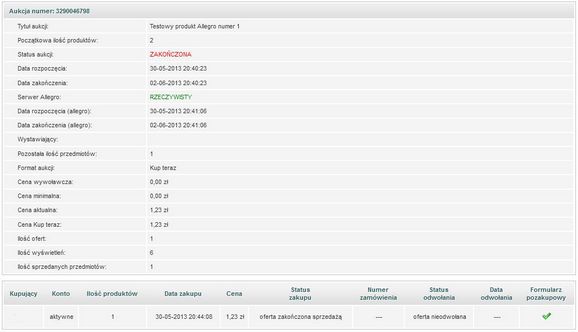 Aukcja numer: 3290046798
Tytuł aukcji: Testowy produkt Allegro numer 1
Początkowa ilość produktów: 2
Status aukcji: ZAKOŃCZONA
Data rozpoczęcia: 30-05-2013 20:40:23
Data zakończenia: 02-06-2013 20:40:23
Serwer Allegro: RZECZYWISTY
Data rozpoczęcia (allegro): 30-05-2013 20:41:06
Data zakończenia (allegro): 02-06-2013 20:41:06
Wystawiający:
Pozostała ilość przedmiotów: 1
Format aukcji: Kup teraz
Cena wywoławcza: 0,00 zł
Cena minimalna: 0,00 zł
Cena aktualna: 1,23 zł
Cena Kup teraz: 1,23 zł
Ilość ofert: 1
Ilość wyświetleń: 6
Ilość sprzedanych przedmiotów: 1
Kupujący Konto Ilość produktów Data zakupu Cena Status zakupu Numer zamówienia Status odwołania Data odwołania Formularz pozakupowy
aktywne 1 30-05-2013 20:44:08 1,23 zł oferta zakończona sprzedażą --- oferta nieodwołana ---